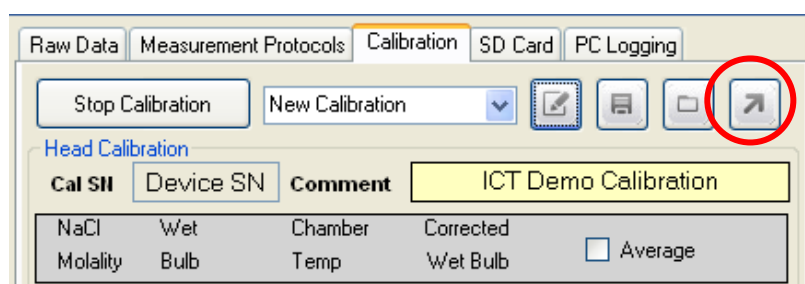 Raw Data Measurement Protocols Calibration SD Card PC Logging
Stop Calibration New Calibration
Head Calibration
Cal SN Device SN Comment ICT Demo Calibration
NaCl Wet Chamber Corrected
Molality Bulb Temp Wet Bulb Average